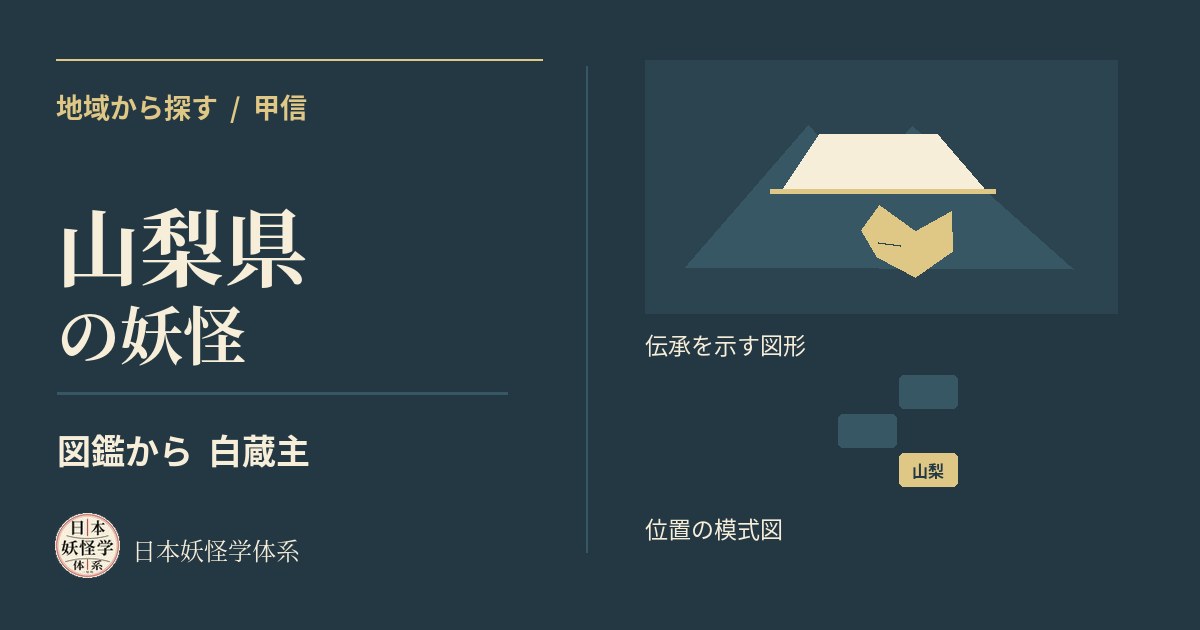 地域から探す / 甲信
山梨県
の妖怪
図鑑から 白蔵主
日本
妖怪学
体系
日本妖怪学体系
伝承を示す図形
山梨
位置の模式図